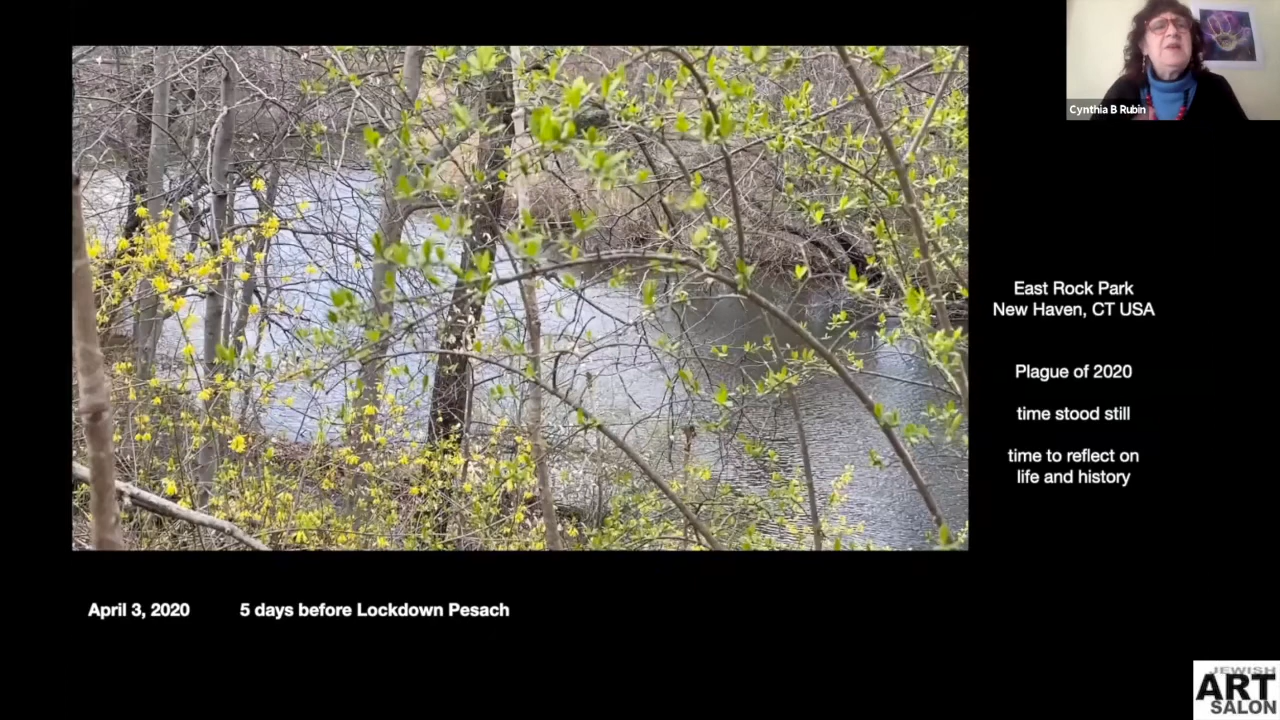 Cynthia B Rubin
East Rock Park
New Haven, CT USA
Plague of 2020
time stood still
time to reflect on
life and history
April 3, 2020 5 days before Lockdown Pesach
JEWISH
ART
SALON